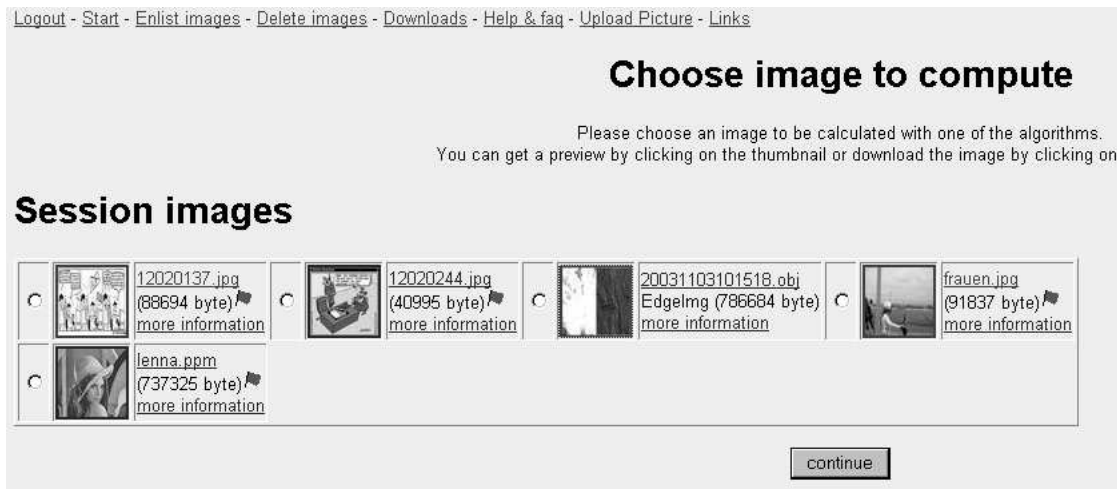 Logout - Start - Enlist images - Delete images - Downloads - Help & faq - Upload Picture - Links
Choose image to compute
Please choose an image to be calculated with one of the algorithms.
You can get a preview by clicking on the thumbnail or download the image by clicking on
Session images
12020137.jpg
(88694 byte)
more information
12020244.jpg
(40995 byte)
more information
20031103101518.obj
EdgeImg (786684 byte)
more information
frauen.jpg
(91837 byte)
more information
lenna.ppm
(737325 byte)
more information
continue